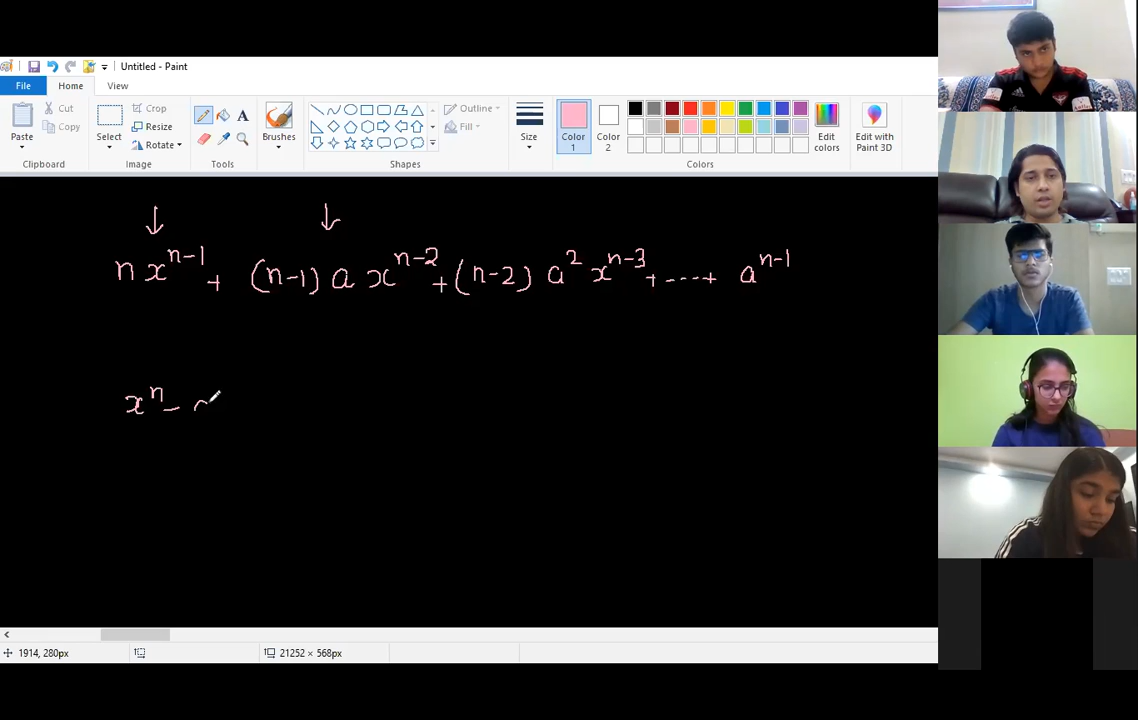 Untitled - Paint
File Home View
Paste Cut Copy Clipboard
Select Crop Resize Rotate Image
A Tools
Brushes
Shapes Outline Fill
Size
Color 1 Color 2 Edit colors Colors
Edit with Paint 3D
↓ ↓
n x^{n-1} + (n-1) a x^{n-2} + (n-2) a^2 x^{n-3} + ---- + a^{n-1}
x^n -
1914, 280px 21252 × 568px